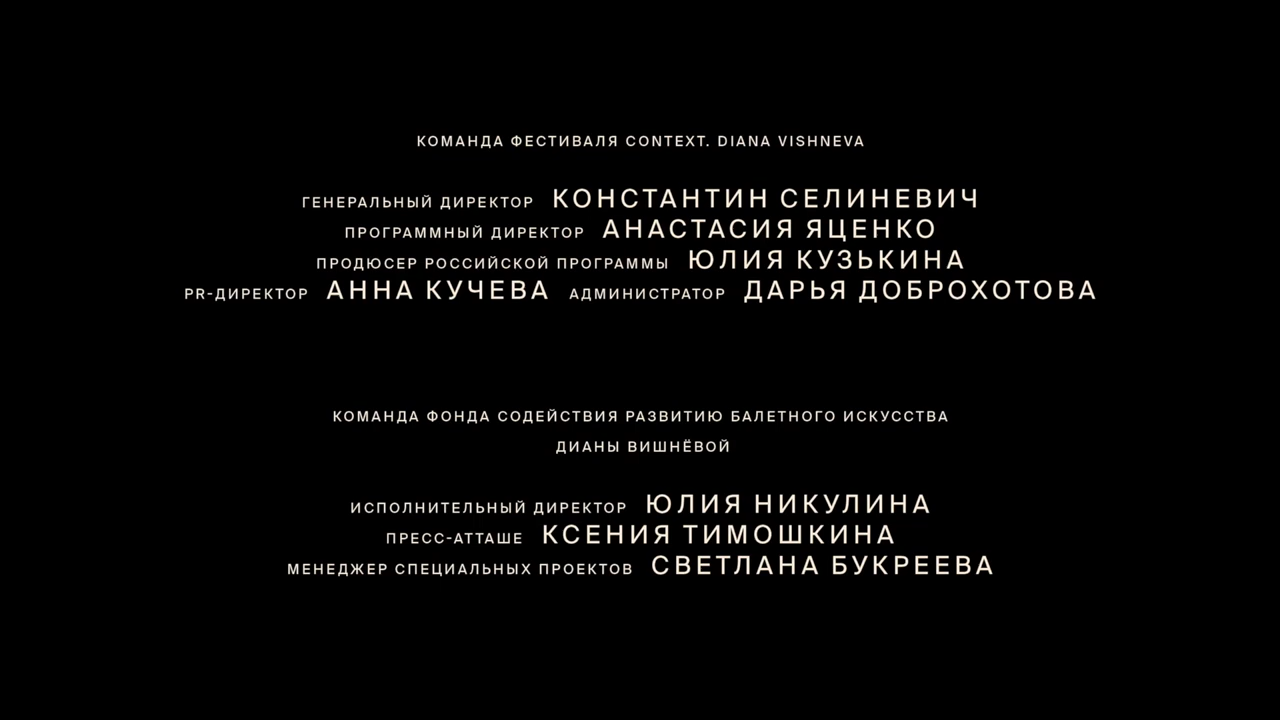 КОМАНДА ФЕСТИВАЛЯ CONTEXT. DIANA VISHNEVA
ГЕНЕРАЛЬНЫЙ ДИРЕКТОР КОНСТАНТИН СЕЛИНЕВИЧ
ПРОГРАММНЫЙ ДИРЕКТОР АНАСТАСИЯ ЯЦЕНКО
ПРОДЮСЕР РОССИЙСКОЙ ПРОГРАММЫ ЮЛИЯ КУЗЬКИНА
PR-ДИРЕКТОР АННА КУЧЕВА АДМИНИСТРАТОР ДАРЬЯ ДОБРОХОТОВА
КОМАНДА ФОНДА СОДЕЙСТВИЯ РАЗВИТИЮ БАЛЕТНОГО ИСКУССТВА
ДИАНЫ ВИШНЁВОЙ
ИСПОЛНИТЕЛЬНЫЙ ДИРЕКТОР ЮЛИЯ НИКУЛИНА
ПРЕСС-АТТАШЕ КСЕНИЯ ТИМОШКИНА
МЕНЕДЖЕР СПЕЦИАЛЬНЫХ ПРОЕКТОВ СВЕТЛАНА БУКРЕЕВА